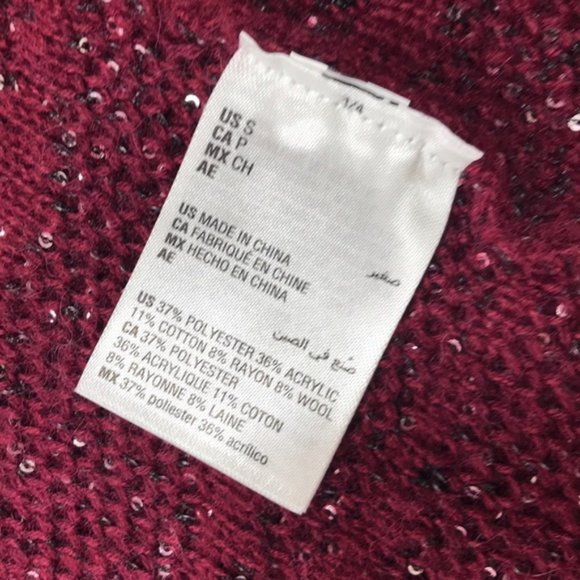 US S
CA P
MX CH
AE
صغير
US MADE IN CHINA
CA FABRIQUÉ EN CHINE
MX HECHO EN CHINA
AE
صُنع في الصين
US 37% POLYESTER 36% ACRYLIC
11% COTTON 8% RAYON 8% WOOL
CA 37% POLYESTER
36% ACRYLIQUE 11% COTON
8% RAYONNE 8% LAINE
MX 37% poliester 36% acrílico